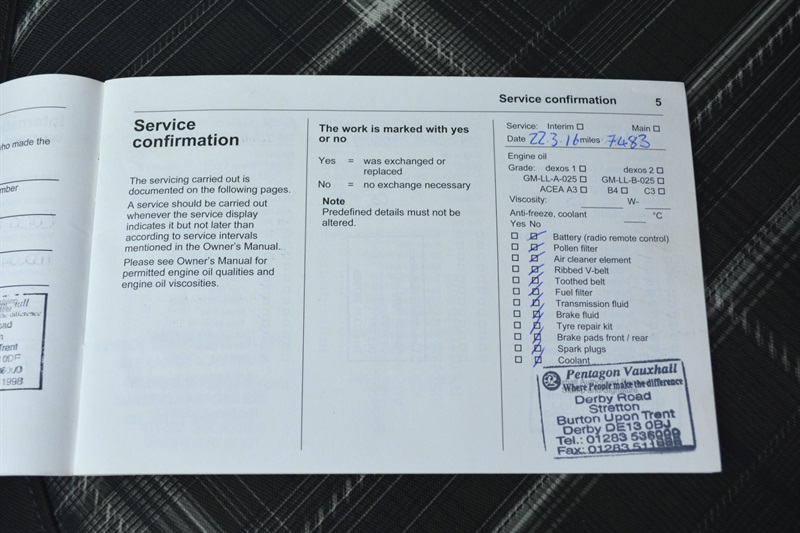 Service confirmation 5
ho made the
mber
Service
confirmation
The servicing carried out is
documented on the following pages.
A service should be carried out
whenever the service display
indicates it but not later than
according to service intervals
mentioned in the Owner's Manual.
Please see Owner's Manual for
permitted engine oil qualities and
engine oil viscosities.
The work is marked with yes
or no
Yes = was exchanged or
replaced
No = no exchange necessary
Note
Predefined details must not be
altered.
Service: Interim Main
Date 22.3.16 miles 7483
Engine oil
Grade: dexos 1 dexos 2
GM-LL-A-025 GM-LL-B-025
ACEA A3 B4 C3
Viscosity: W-
Anti-freeze, coolant °C
Yes No
Battery (radio remote control)
Pollen filter
Air cleaner element
Ribbed V-belt
Toothed belt
Fuel filter
Transmission fluid
Brake fluid
Tyre repair kit
Brake pads front / rear
Spark plugs
Coolant
Pentagon Vauxhall
Where People make the difference
Derby Road
Stretton
Burton Upon Trent
Derby DE13 0BJ
Tel.: 01283 536000
Fax: 01283 511998